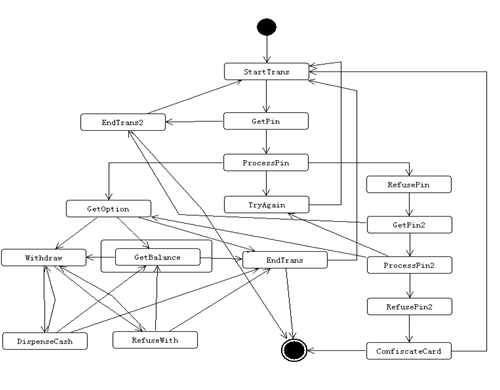 StartTrans
EndTrans2
GetPin
ProcessPin
RefusePin
TryAgain
GetOption
GetPin2
Withdraw
GetBalance
EndTrans
ProcessPin2
RefusePin2
DispenseCash
RefuseWith
ConfiscateCard